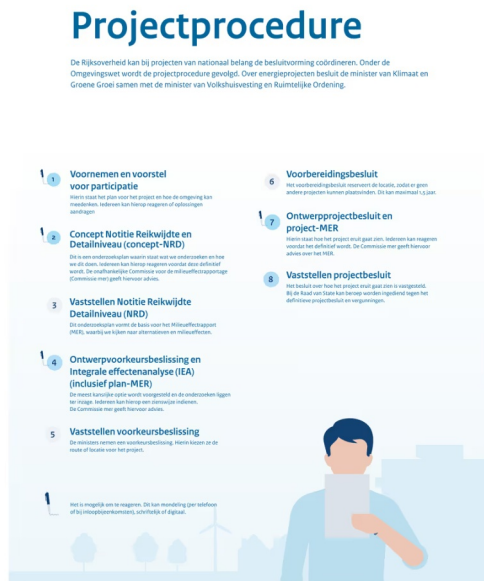 Projectprocedure
De Rijksoverheid kan bij projecten van nationaal belang de besluitvorming coördineren. Onder de
Omgevingswet wordt de projectprocedure gevolgd. Over energieprojecten besluit de minister van Klimaat en
Groene Groei samen met de minister van Volkshuisvesting en Ruimtelijke Ordening.
1
Voornemen en voorstel
voor participatie
Hierin staat het plan voor het project en hoe de omgeving kan
meedenken. Iedereen kan hierop reageren of oplossingen
aandragen
2
Concept Notitie Reikwijdte en
Detailniveau (concept-NRD)
Dit is een onderzoeksplan waarin staat wat we onderzoeken en hoe
we dit doen. Iedereen kan hierop reageren voordat deze definitief
wordt. De onafhankelijke Commissie voor de milieueffectrapportage
(Commissie mer) geeft hiervoor advies.
3
Vaststellen Notitie Reikwijdte
Detailniveau (NRD)
Dit onderzoeksplan vormt de basis voor het Milieueffectrapport
(MER), waarbij we kijken naar alternatieven en milieueffecten.
4
Ontwerpvoorkeursbeslissing en
Integrale effectenanalyse (IEA)
(inclusief plan-MER)
De meest kansrijke optie wordt voorgesteld en de onderzoeken liggen
ter inzage. Iedereen kan hierop een zienswijze indienen.
De Commissie mer geeft hiervoor advies.
5
Vaststellen voorkeursbeslissing
De ministers nemen een voorkeursbeslissing. Hierin kiezen ze de
route of locatie voor het project.
6
Voorbereidingsbesluit
Het voorbereidingsbesluit reserveert de locatie, zodat er geen
andere projecten kunnen plaatsvinden. Dit kan maximaal 1,5 jaar.
7
Ontwerpprojectbesluit en
project-MER
Hierin staat hoe het project eruit gaat zien. Iedereen kan reageren
voordat het definitief wordt. De Commissie mer geeft hiervoor
advies over het MER.
8
Vaststellen projectbesluit
Het besluit over hoe het project eruit gaat zien is vastgesteld.
Bij de Raad van State kan beroep worden ingediend tegen het
definitieve projectbesluit en vergunningen.
Het is mogelijk om te reageren. Dit kan mondeling (per telefoon
of bij inloopbijeenkomsten), schriftelijk of digitaal.